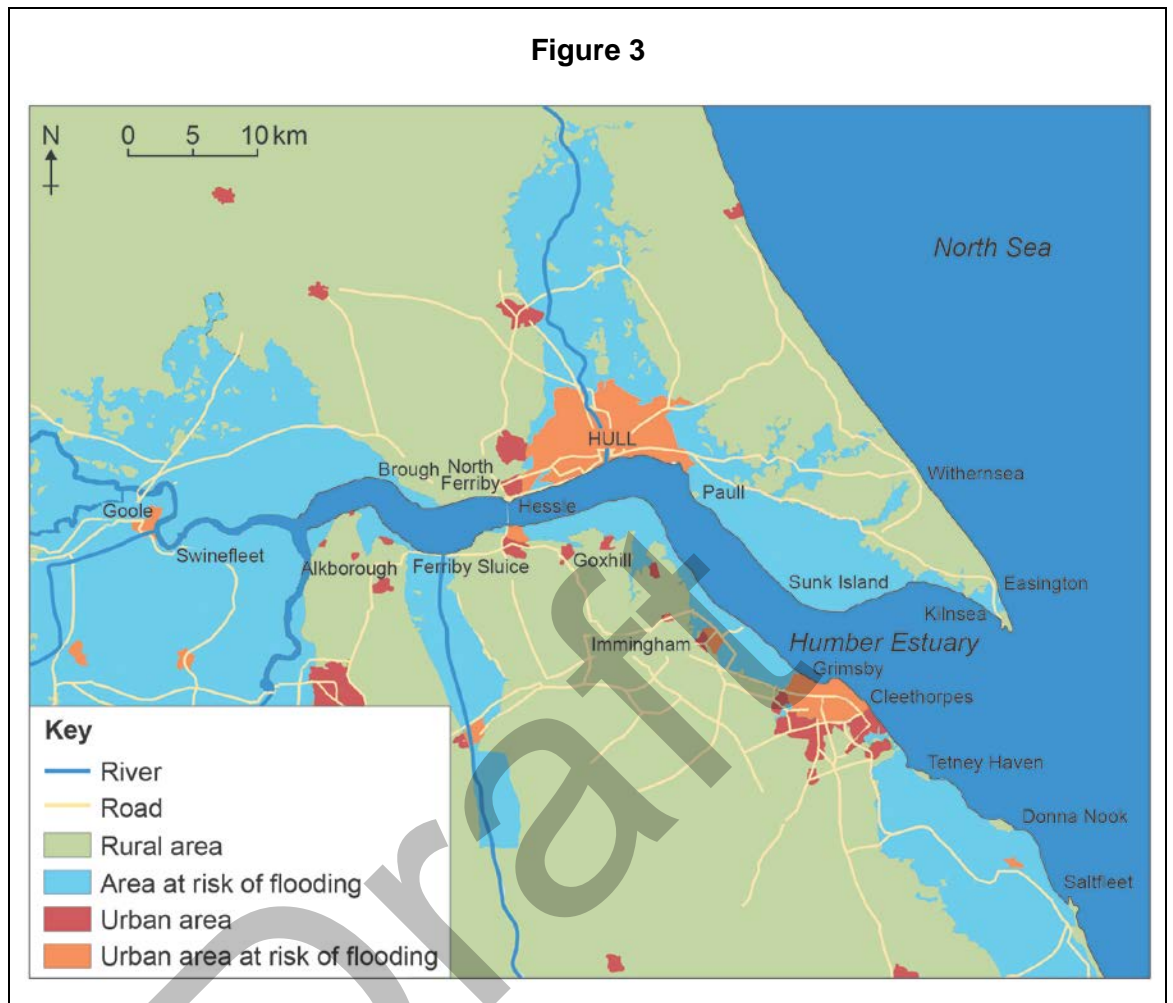 Figure 3
N
0 5 10 km
North Sea
HULL
Brough
North
Ferriby
Hessle
Paull
Withernsea
Goole
Swinefleet
Alkborough
Ferriby Sluice
Goxhill
Sunk Island
Easington
Kilnsea
Immingham
Humber Estuary
Grimsby
Cleethorpes
Tetney Haven
Donna Nook
Saltfleet
Key
River
Road
Rural area
Area at risk of flooding
Urban area
Urban area at risk of flooding
Draft